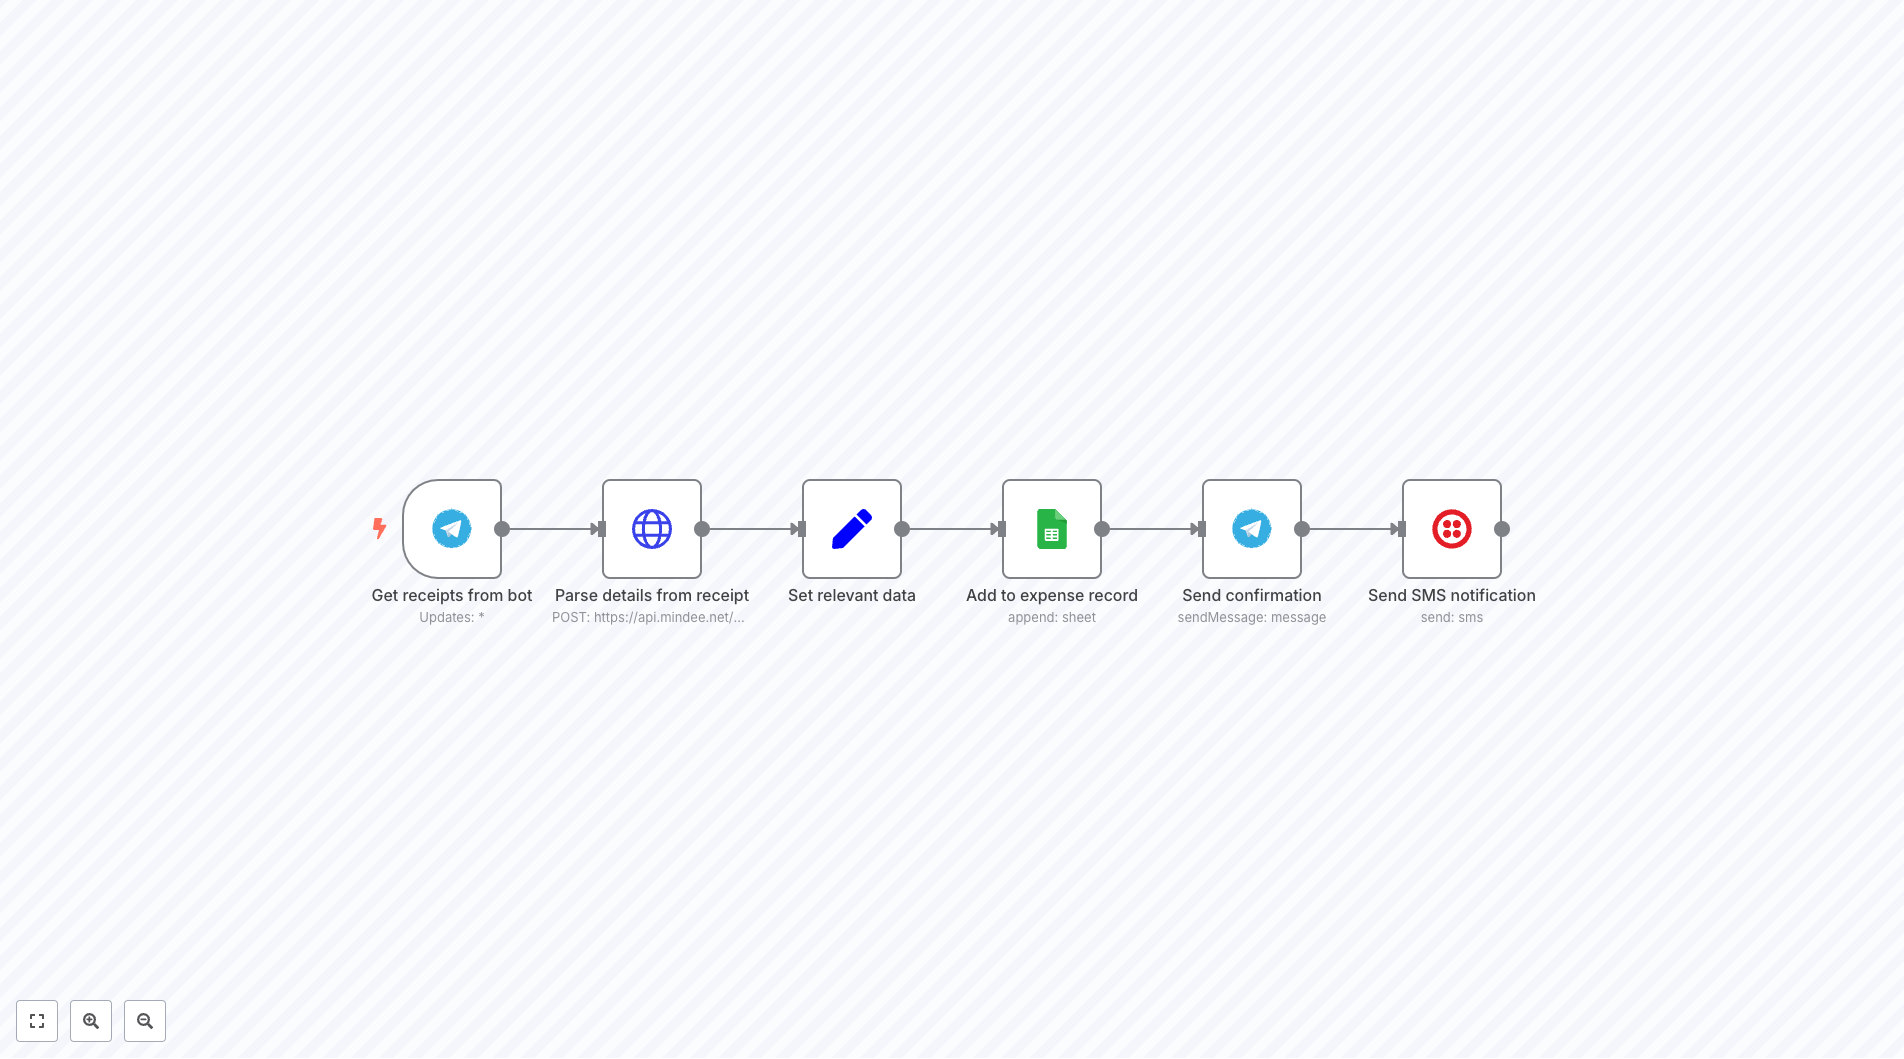 Get receipts from bot
Updates: *
Parse details from receipt
POST: https://api.mindee.net/...
Set relevant data
Add to expense record
append: sheet
Send confirmation
sendMessage: message
Send SMS notification
send: sms